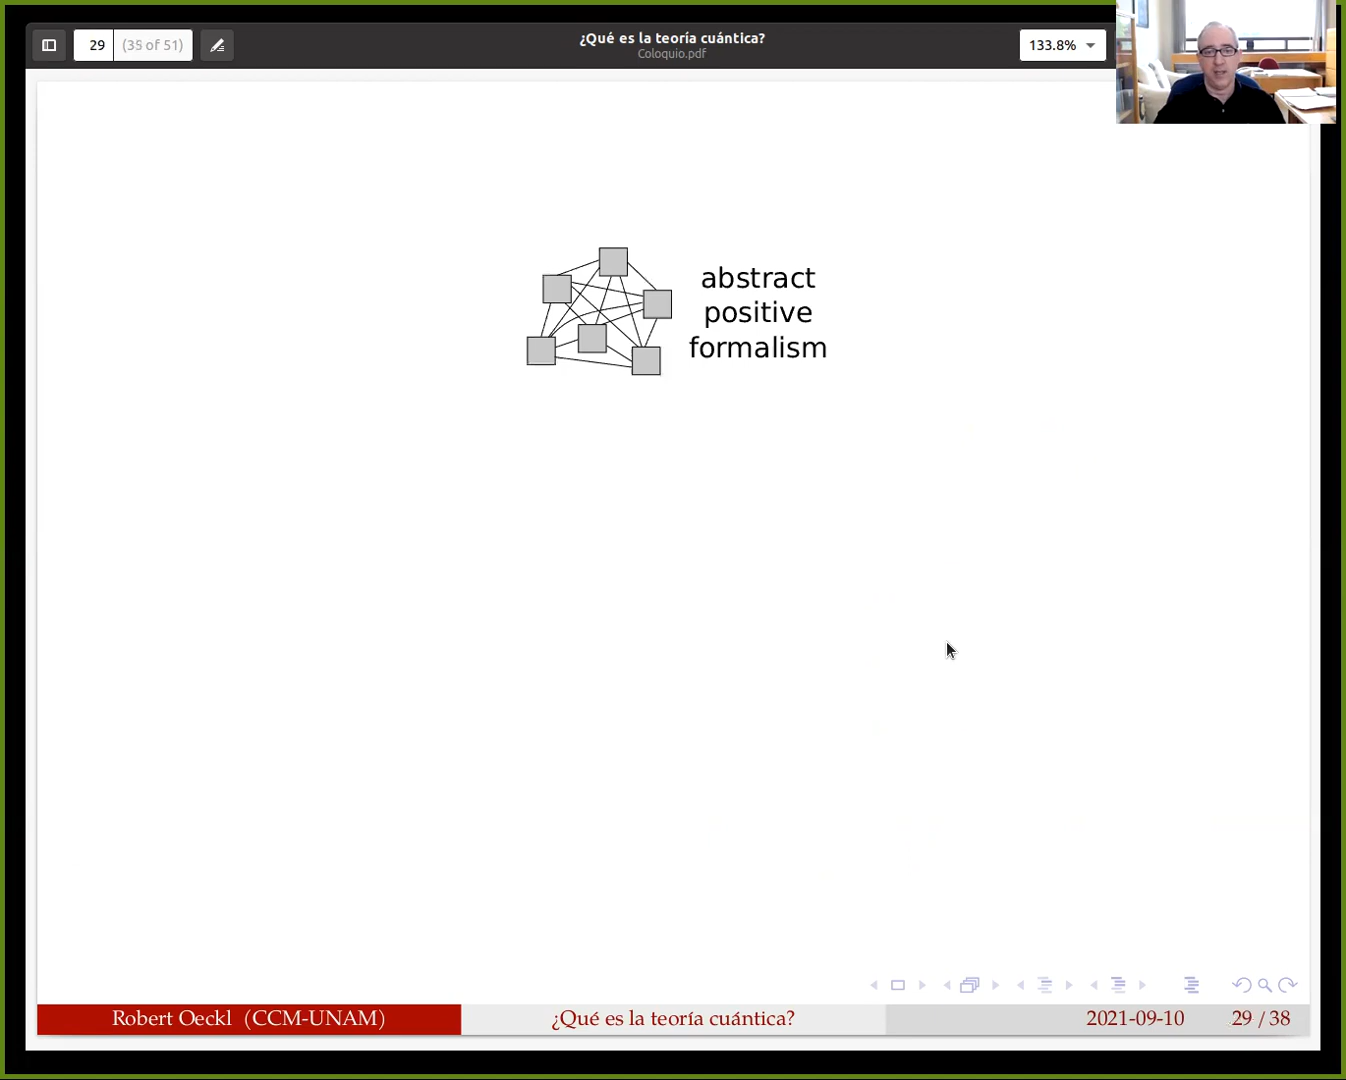 29 (35 of 51)
¿Qué es la teoría cuántica?
Coloquio.pdf
133.8%
abstract
positive
formalism
Robert Oeckl (CCM-UNAM)
¿Qué es la teoría cuántica?
2021-09-10
29 / 38